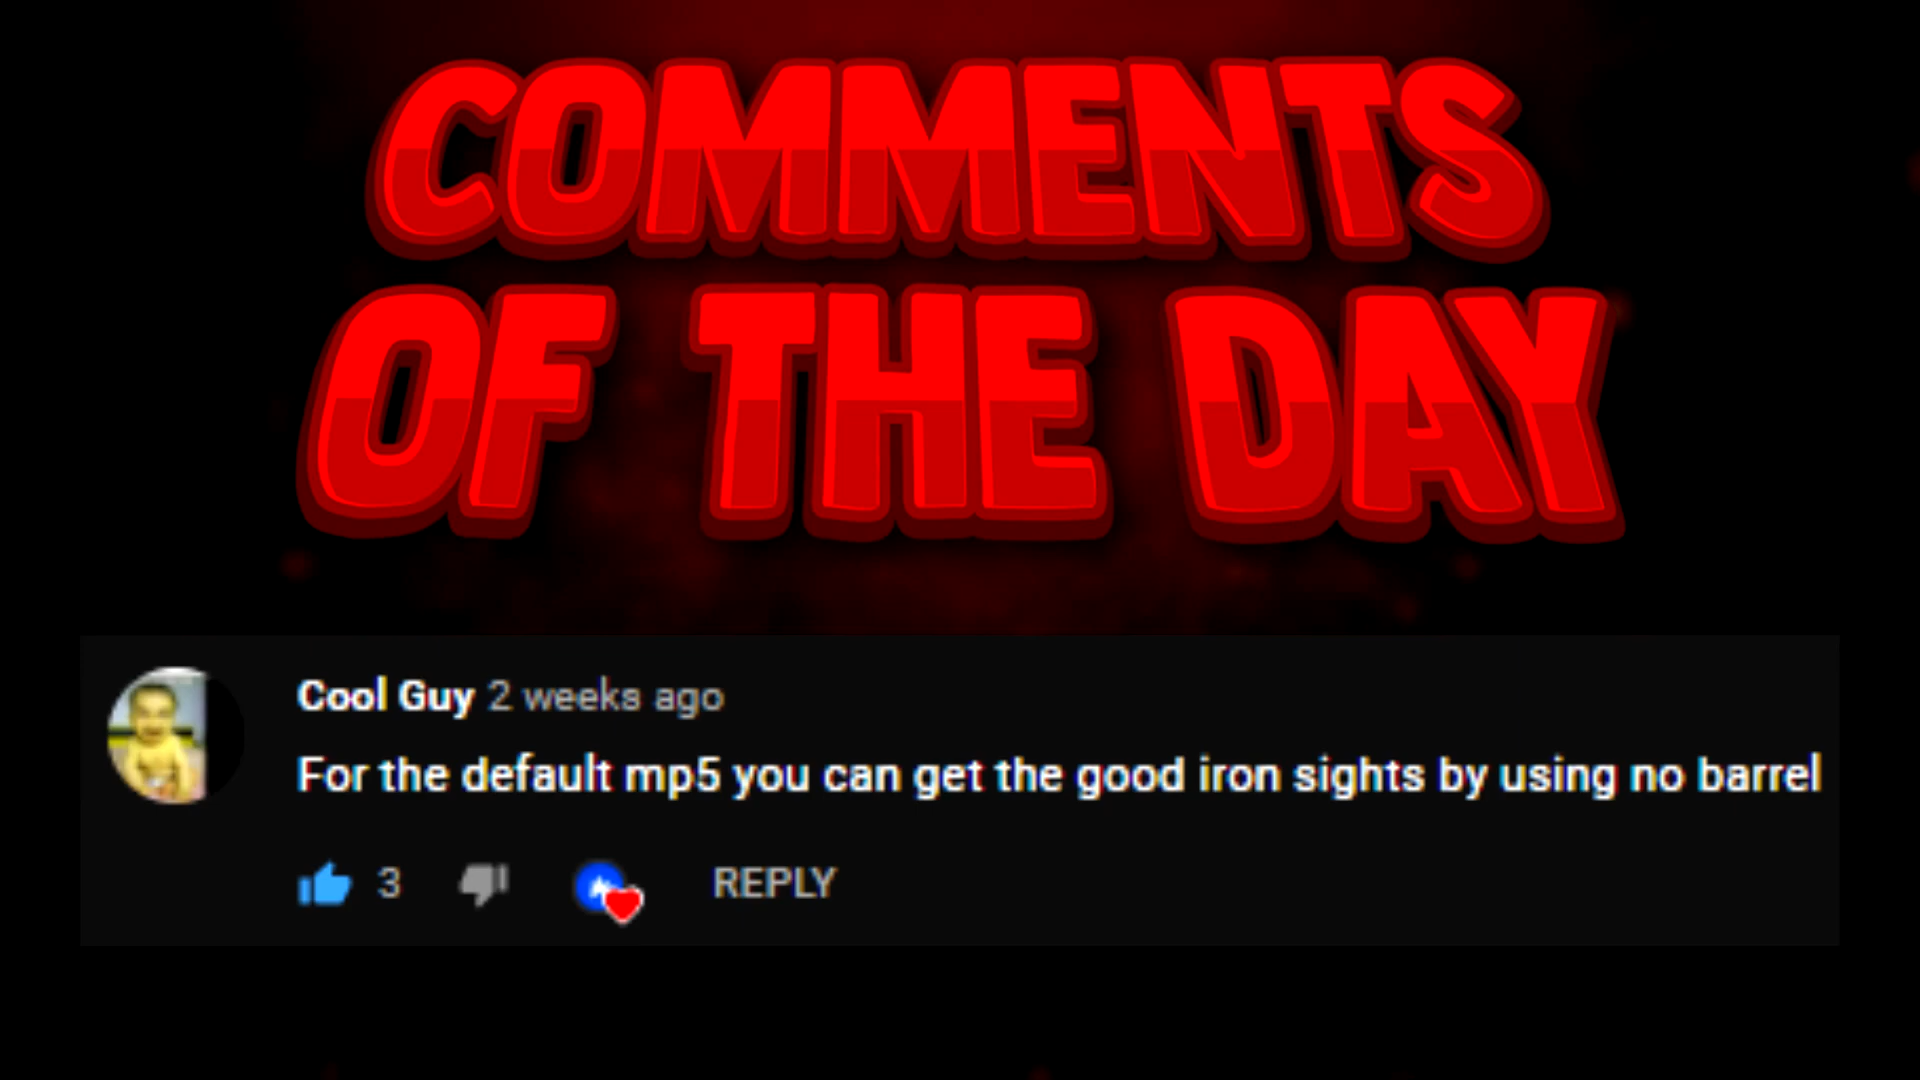 COMMENTS
OF THE DAY
Cool Guy 2 weeks ago
For the default mp5 you can get the good iron sights by using no barrel
3 REPLY